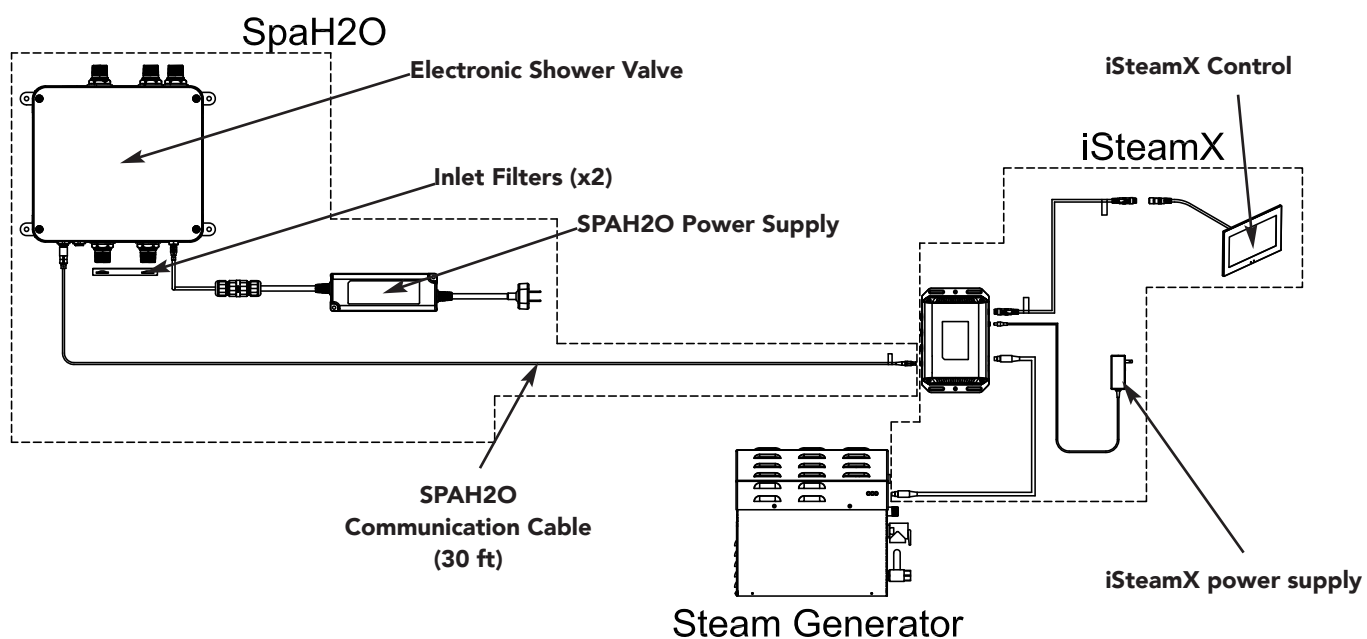 SpaH2O
Electronic Shower Valve
iSteamX Control
iSteamX
Inlet Filters (x2)
SPAH2O Power Supply
SPAH2O
Communication Cable
(30 ft)
iSteamX power supply
Steam Generator